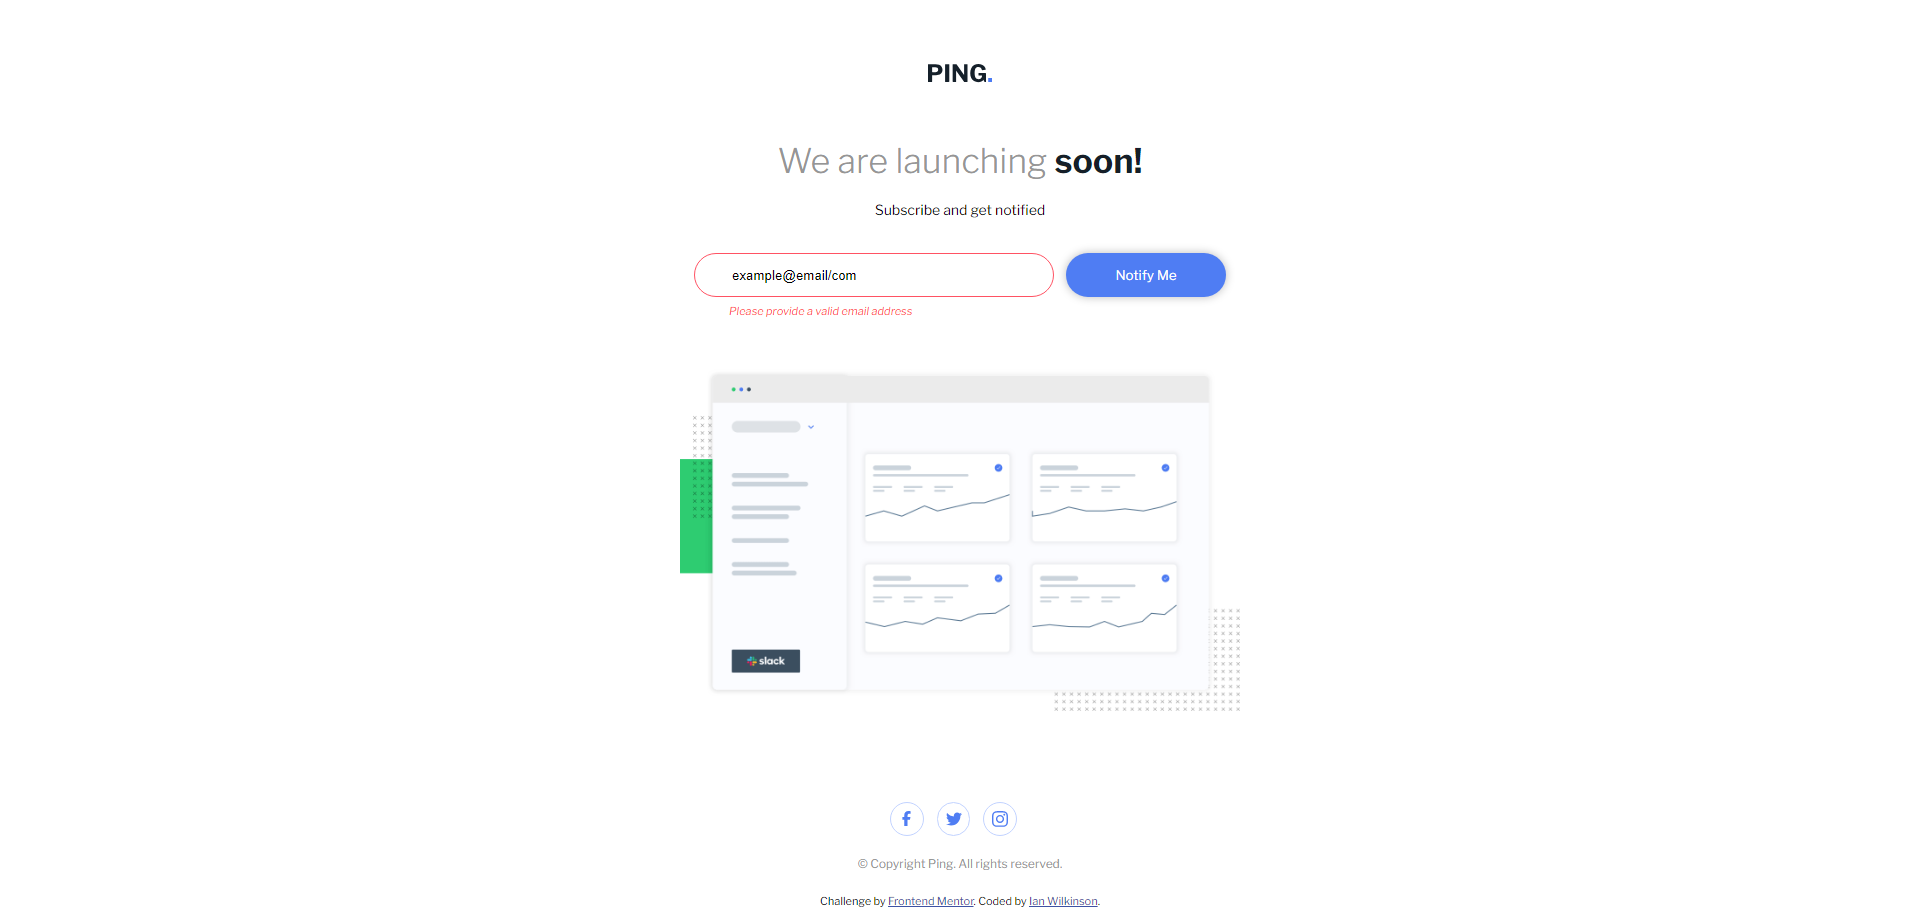 PING.
We are launching soon!
Subscribe and get notified
example@email/com
Notify Me
Please provide a valid email address
slack
© Copyright Ping. All rights reserved.
Challenge by Frontend Mentor. Coded by Ian Wilkinson.